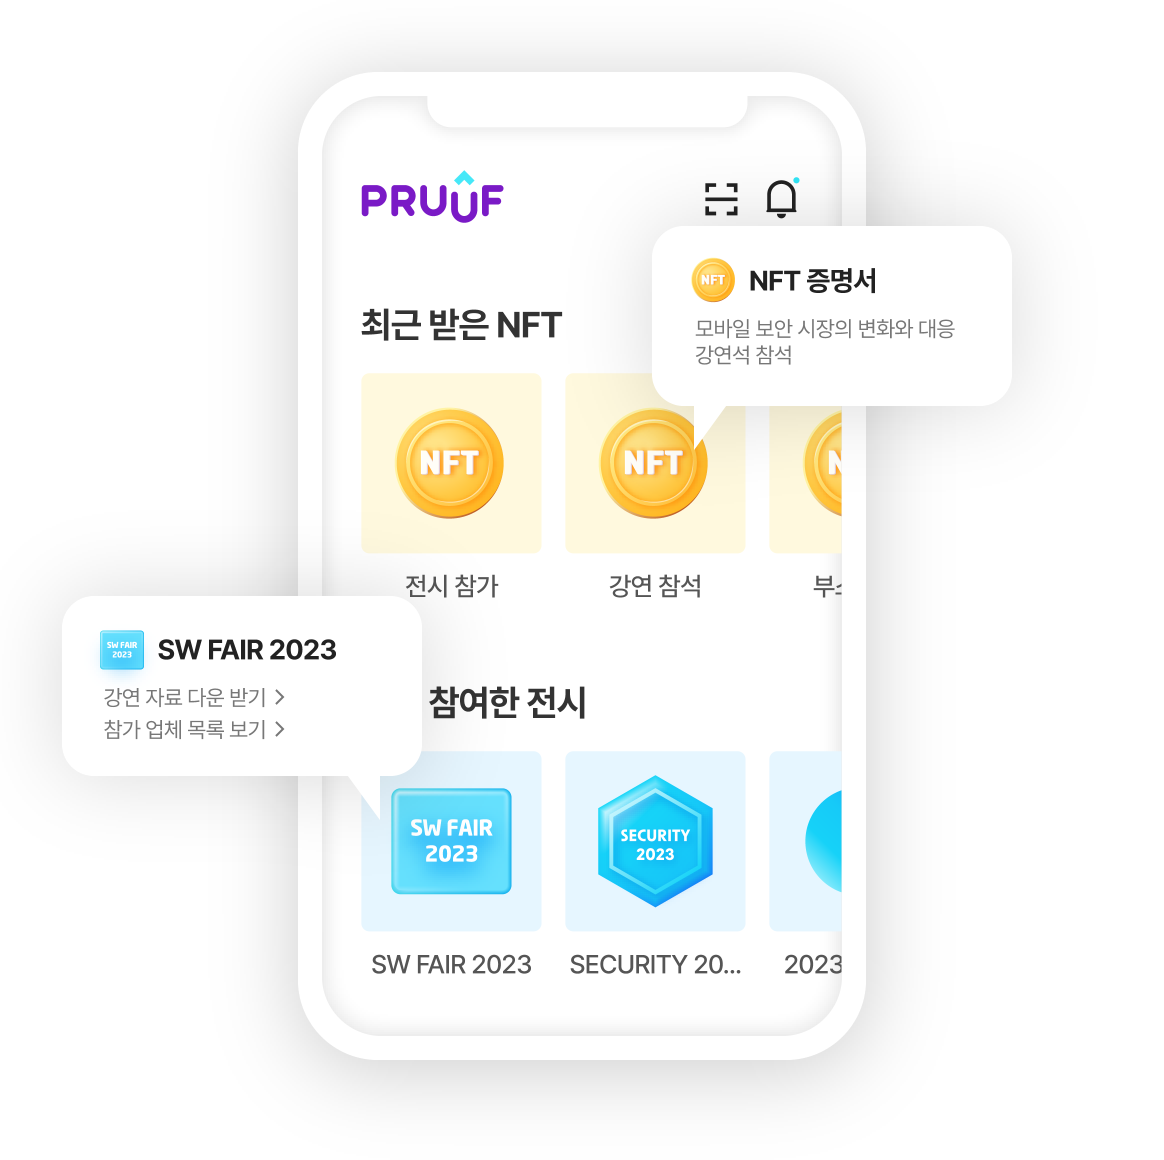 PRUUF
NFT
NFT 증명서
모바일 보안 시장의 변화와 대응
강연석 참석
최근 받은 NFT
NFT
NFT
전시 참가
강연 참석
SW FAIR
2023
SW FAIR 2023
강연 자료 다운 받기 >
참가 업체 목록 보기 >
참여한 전시
SW FAIR
2023
SECURITY
2023
SW FAIR 2023
SECURITY 20...
2023